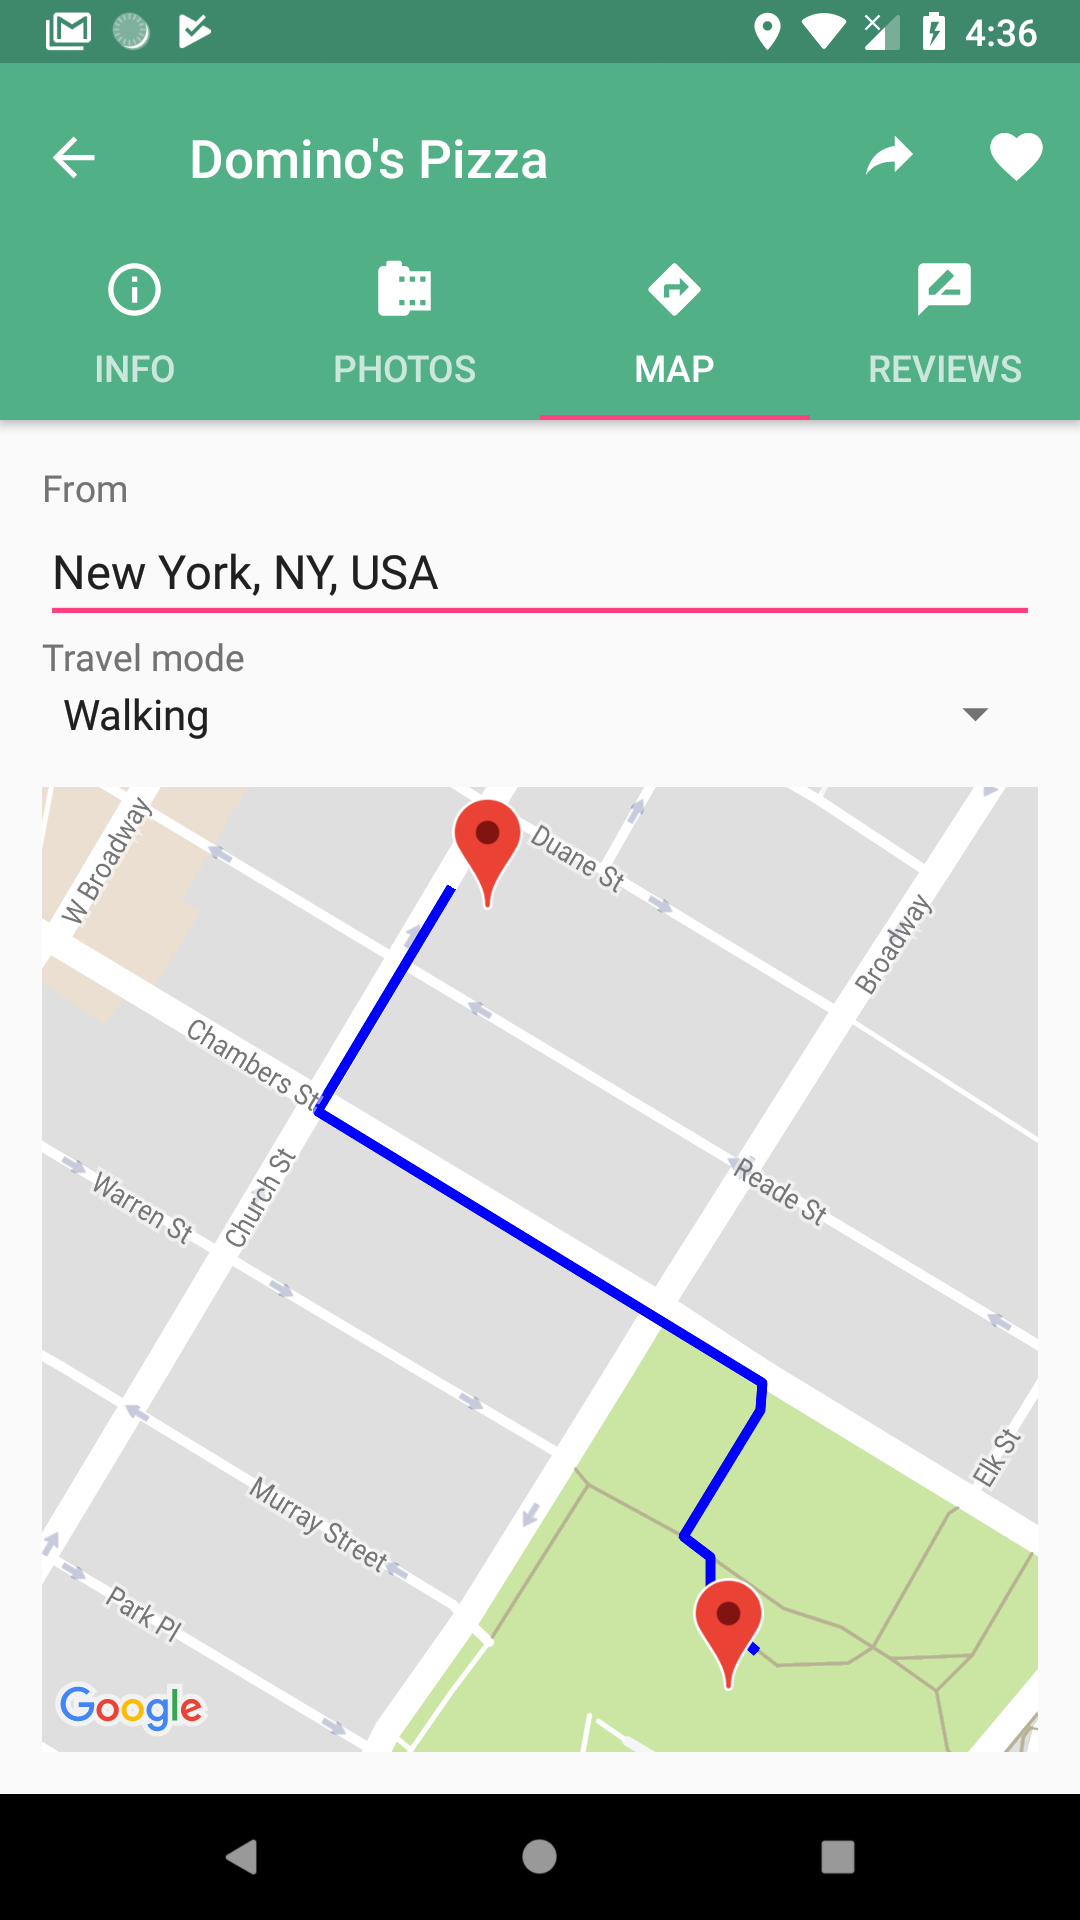 4:36
Domino's Pizza
INFO
PHOTOS
MAP
REVIEWS
From
New York, NY, USA
Travel mode
Walking
W Broadway
Duane St
Broadway
Chambers St
Reade St
Church St
Warren St
Elk St
Murray Street
Park Pl
Google